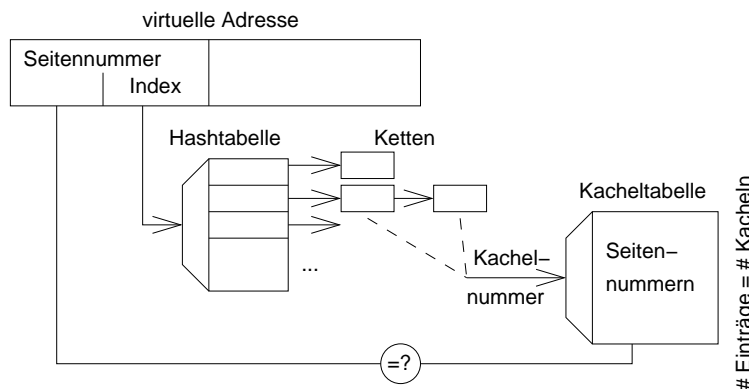 virtuelle Adresse
Seitennummer
Index
Hashtabelle
Ketten
Kacheltabelle
...
Kachel–
nummer
Seiten–
nummern
# Einträge = # Kacheln
=?